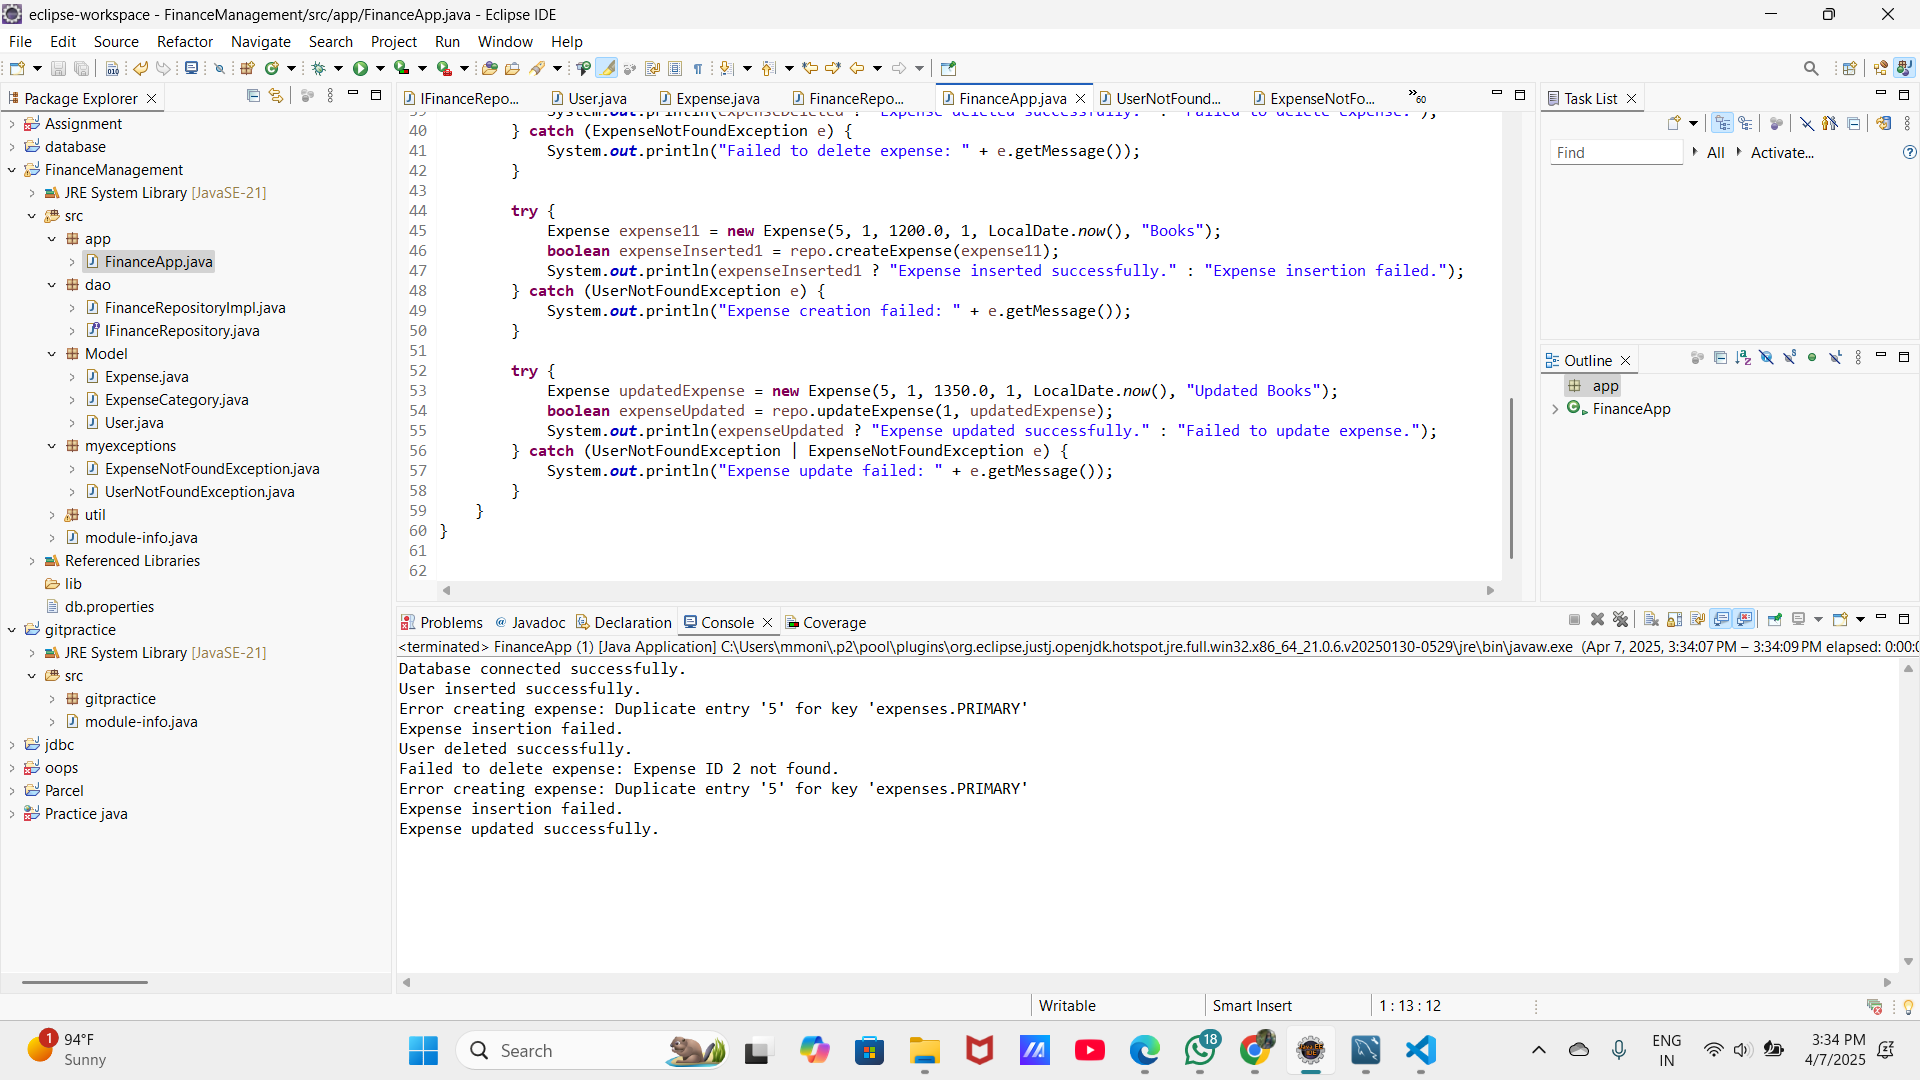 eclipse-workspace - FinanceManagement/src/app/FinanceApp.java - Eclipse IDE
File Edit Source Refactor Navigate Search Project Run Window Help
Package Explorer
Assignment
database
FinanceManagement
JRE System Library [JavaSE-21]
src
app
FinanceApp.java
dao
FinanceRepositoryImpl.java
IFinanceRepository.java
Model
Expense.java
ExpenseCategory.java
User.java
myexceptions
ExpenseNotFoundException.java
UserNotFoundException.java
util
module-info.java
Referenced Libraries
lib
db.properties
gitpractice
JRE System Library [JavaSE-21]
src
gitpractice
module-info.java
jdbc
oops
Parcel
Practice java
IFinanceRepo... User.java Expense.java FinanceRepo... FinanceApp.java UserNotFound... ExpenseNotFo... »60
39 System.out.println(expenseDeleted ? "Expense deleted successfully." : "Failed to delete expense.");
40 } catch (ExpenseNotFoundException e) {
41 System.out.println("Failed to delete expense: " + e.getMessage());
42 }
43
44 try {
45 Expense expense11 = new Expense(5, 1, 1200.0, 1, LocalDate.now(), "Books");
46 boolean expenseInserted1 = repo.createExpense(expense11);
47 System.out.println(expenseInserted1 ? "Expense inserted successfully." : "Expense insertion failed.");
48 } catch (UserNotFoundException e) {
49 System.out.println("Expense creation failed: " + e.getMessage());
50 }
51
52 try {
53 Expense updatedExpense = new Expense(5, 1, 1350.0, 1, LocalDate.now(), "Updated Books");
54 boolean expenseUpdated = repo.updateExpense(1, updatedExpense);
55 System.out.println(expenseUpdated ? "Expense updated successfully." : "Failed to update expense.");
56 } catch (UserNotFoundException | ExpenseNotFoundException e) {
57 System.out.println("Expense update failed: " + e.getMessage());
58 }
59 }
60 }
61
62
Task List
Find All Activate...
Outline
app
FinanceApp
Problems Javadoc Declaration Console Coverage
<terminated> FinanceApp (1) [Java Application] C:\Users\mmoni\.p2\pool\plugins\org.eclipse.justj.openjdk.hotspot.jre.full.win32.x86_64_21.0.6.v20250130-0529\jre\bin\javaw.exe (Apr 7, 2025, 3:34:07 PM – 3:34:09 PM elapsed: 0:00:0
Database connected successfully.
User inserted successfully.
Error creating expense: Duplicate entry '5' for key 'expenses.PRIMARY'
Expense insertion failed.
User deleted successfully.
Failed to delete expense: Expense ID 2 not found.
Error creating expense: Duplicate entry '5' for key 'expenses.PRIMARY'
Expense insertion failed.
Expense updated successfully.
Writable Smart Insert 1 : 13 : 12
1
94°F
Sunny
Search
18
ENG
IN
3:34 PM
4/7/2025